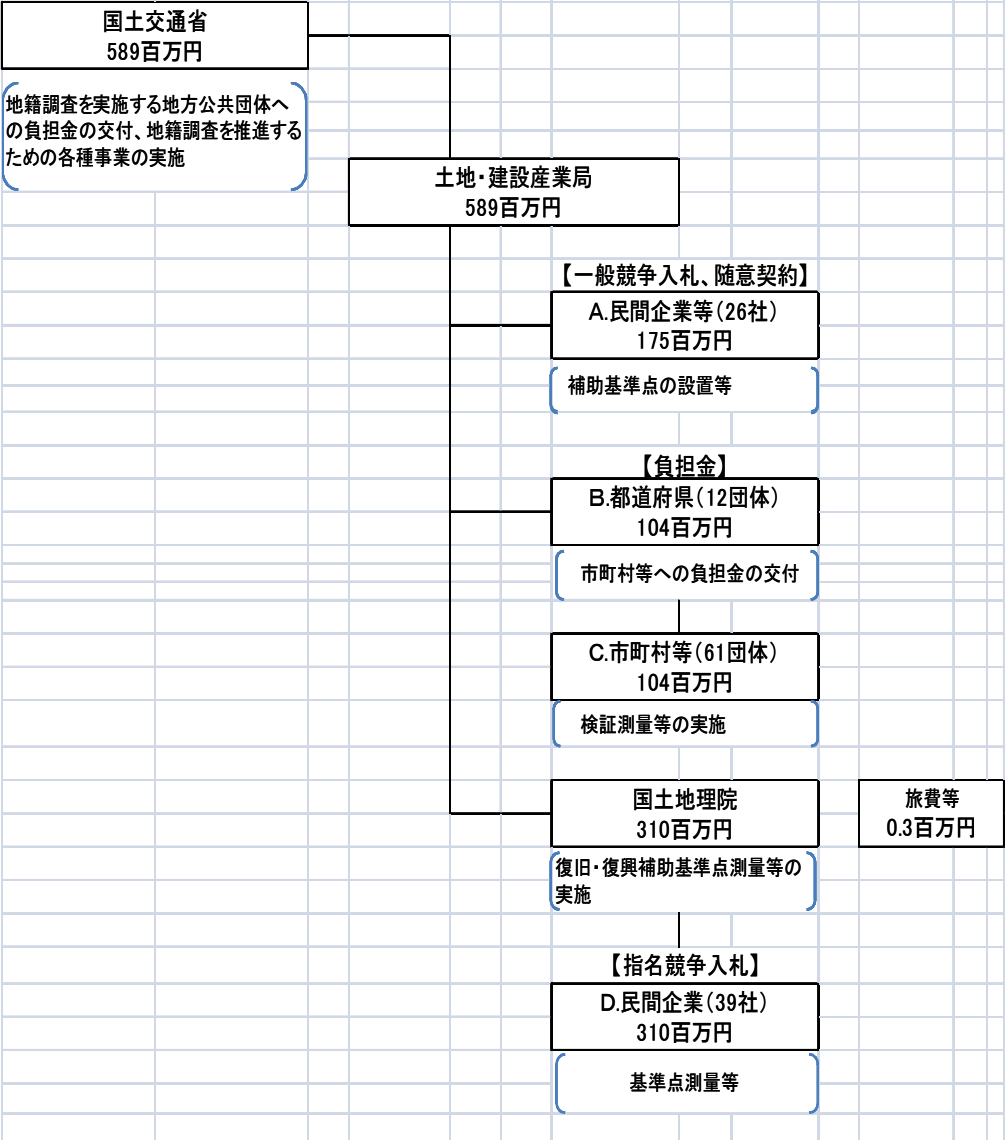 国土交通省
589百万円
地籍調査を実施する地方公共団体へ
の負担金の交付、地籍調査を推進する
ための各種事業の実施
土地・建設産業局
589百万円
【一般競争入札、随意契約】
A.民間企業等（26社）
175百万円
補助基準点の設置等
【負担金】
B.都道府県（12団体）
104百万円
市町村等への負担金の交付
C.市町村等（61団体）
104百万円
検証測量等の実施
国土地理院
310百万円
旅費等
0.3百万円
復旧・復興補助基準点測量等の
実施
【指名競争入札】
D.民間企業（39社）
310百万円
基準点測量等